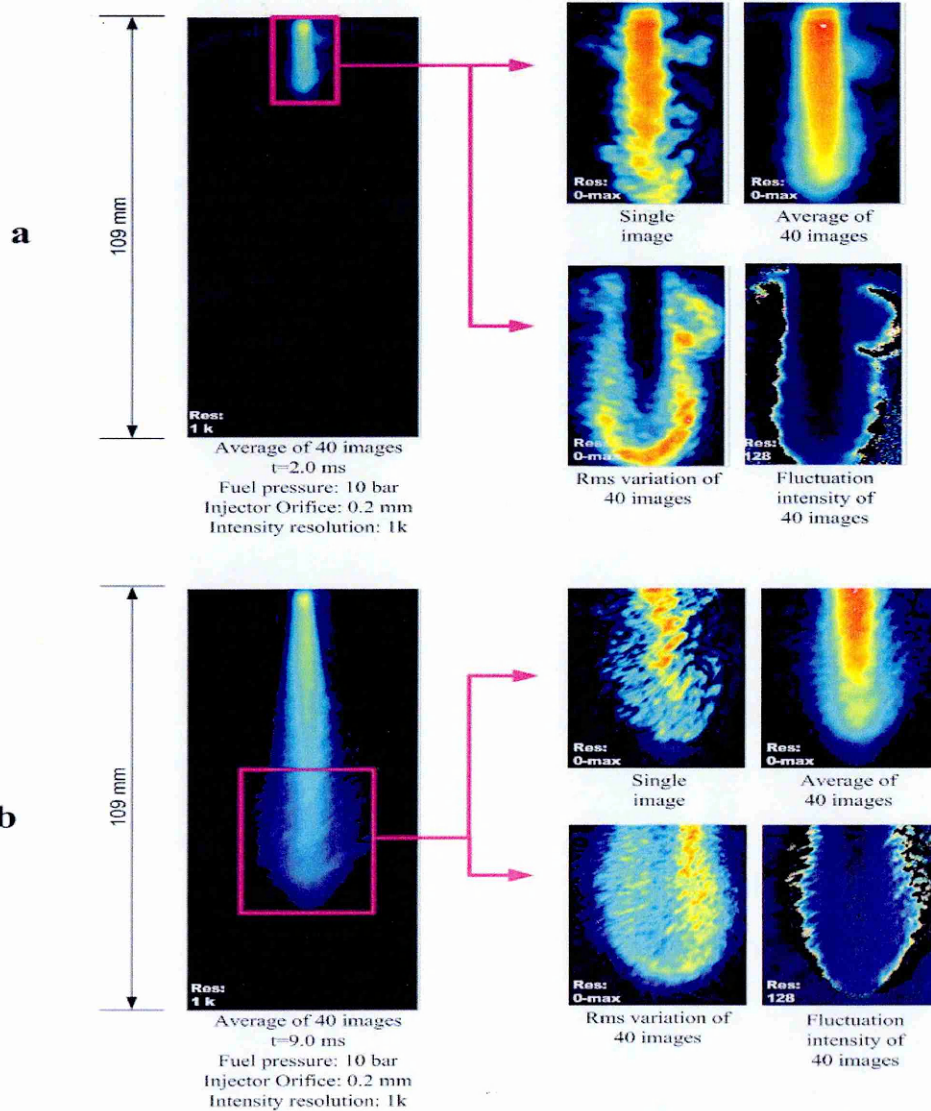 a
109 mm
Res:
1 k
Average of 40 images
t=2.0 ms
Fuel pressure: 10 bar
Injector Orifice: 0.2 mm
Intensity resolution: 1k
Res:
0-max
Single
image
Res:
0-max
Average of
40 images
Res:
0-max
Rms variation of
40 images
Res:
128
Fluctuation
intensity of
40 images
b
109 mm
Res:
1 k
Average of 40 images
t=9.0 ms
Fuel pressure: 10 bar
Injector Orifice: 0.2 mm
Intensity resolution: 1k
Res:
0-max
Single
image
Res:
0-max
Average of
40 images
Res:
0-max
Rms variation of
40 images
Res:
128
Fluctuation
intensity of
40 images